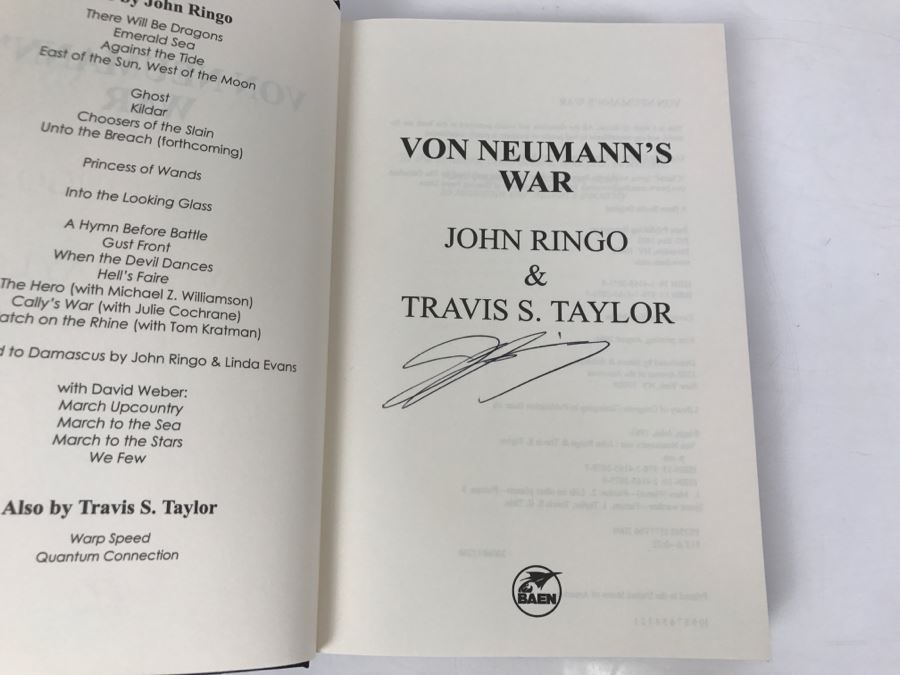 by John Ringo
There Will Be Dragons
Emerald Sea
Against the Tide
East of the Sun, West of the Moon
Ghost
Kildar
Choosers of the Slain
Unto the Breach (forthcoming)
Princess of Wands
Into the Looking Glass
A Hymn Before Battle
Gust Front
When the Devil Dances
Hell's Faire
The Hero (with Michael Z. Williamson)
Cally's War (with Julie Cochrane)
atch on the Rhine (with Tom Kratman)
d to Damascus by John Ringo & Linda Evans
with David Weber:
March Upcountry
March to the Sea
March to the Stars
We Few
Also by Travis S. Taylor
Warp Speed
Quantum Connection
VON NEUMANN'S
WAR
JOHN RINGO
&
TRAVIS S. TAYLOR
BAEN